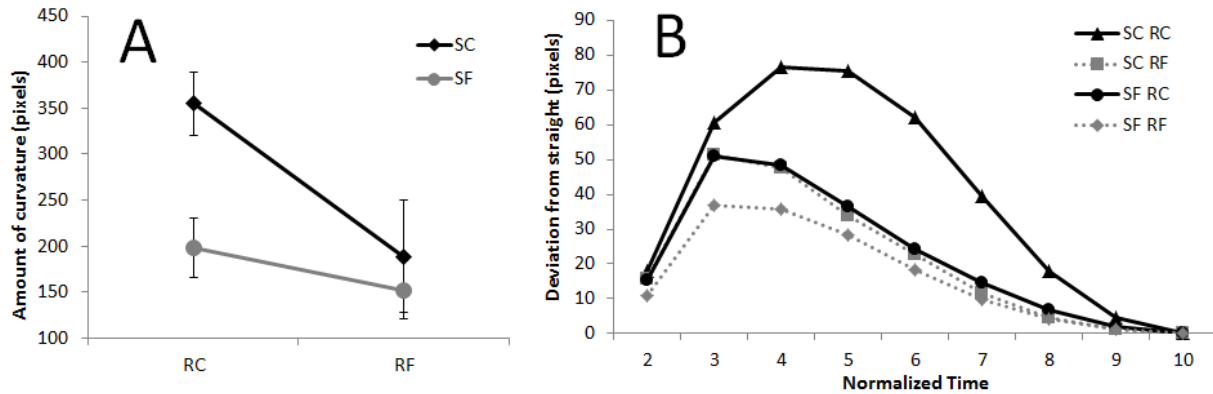 A
Amount of curvature (pixels)
450
400
350
300
250
200
150
100
RC
RF
SC
SF
B
Deviation from straight (pixels)
90
80
70
60
50
40
30
20
10
0
2 3 4 5 6 7 8 9 10
Normalized Time
SC RC
SC RF
SF RC
SF RF